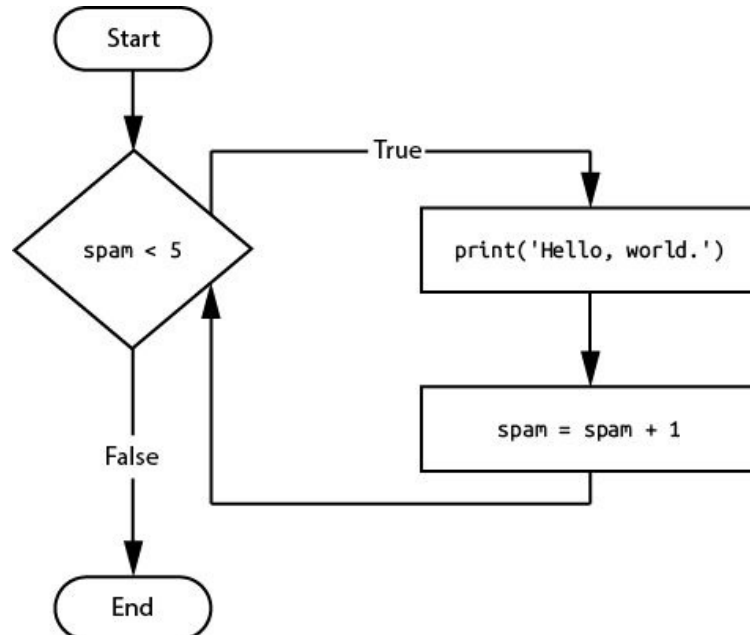 Start
True
spam < 5
print('Hello, world.')
spam = spam + 1
False
End